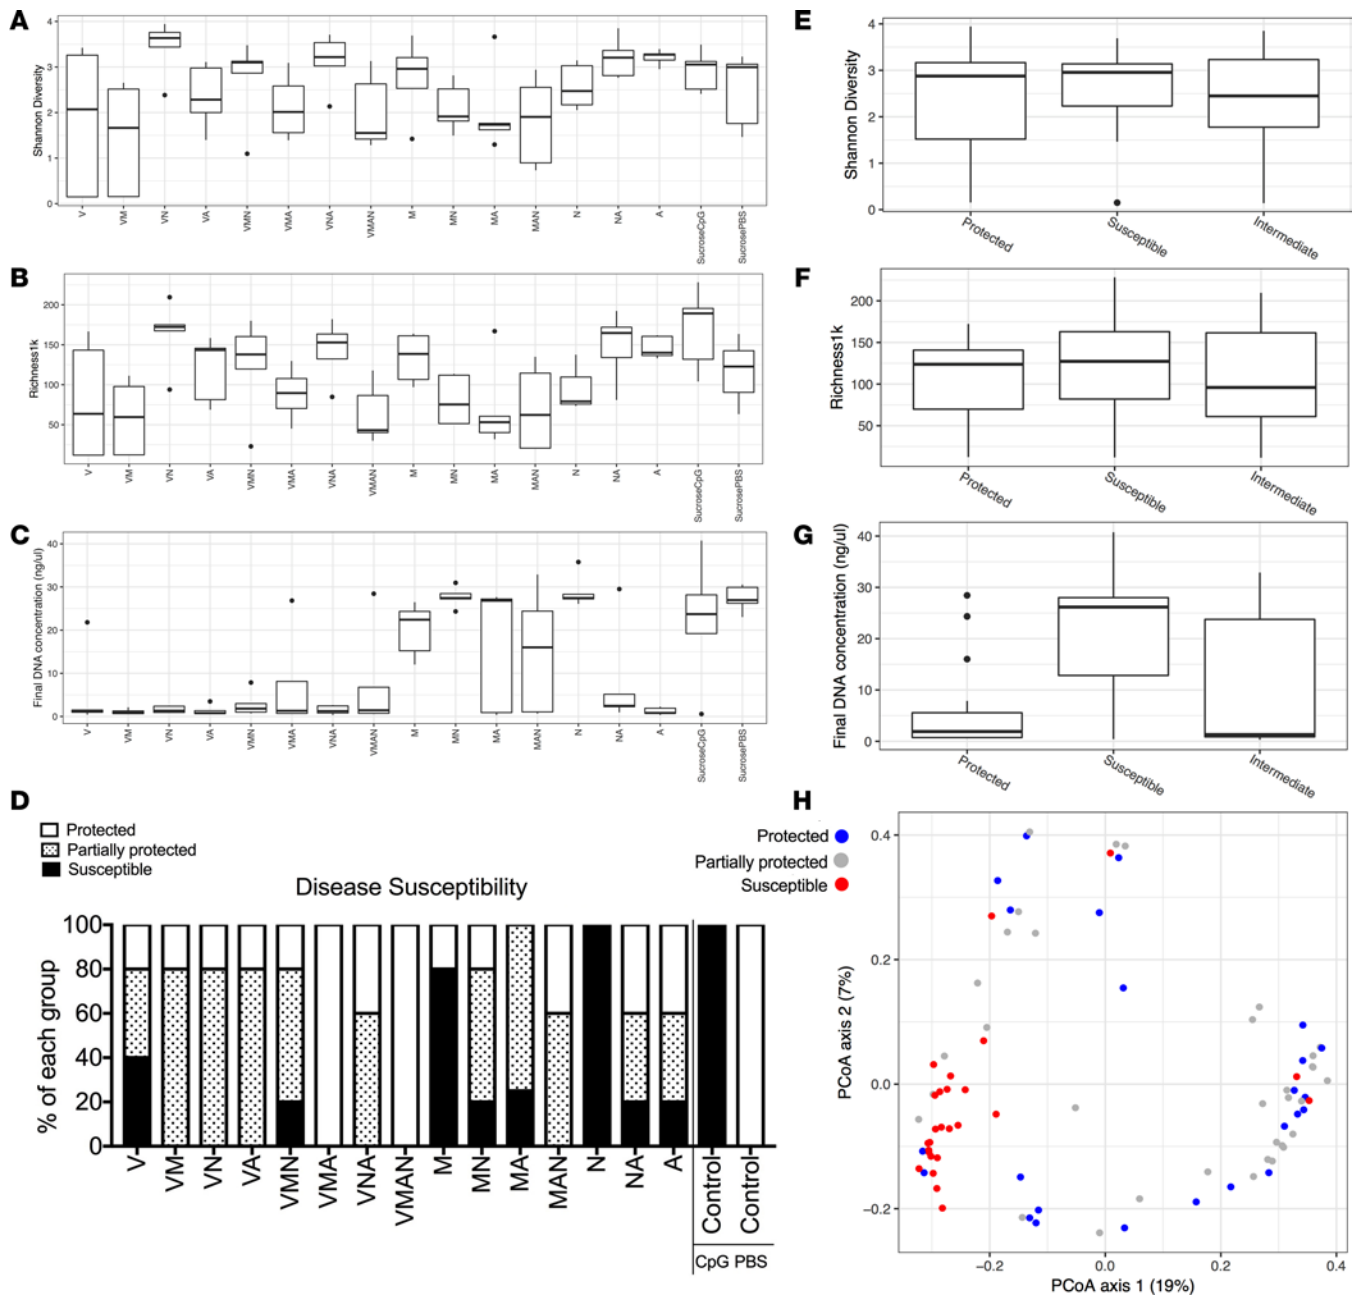 A
Shannon Diversity
4
3
2
1
0
V
VM
VN
VA
VMN
VMA
VNA
VMAN
M
MN
MA
MAN
N
NA
A
SucroseCpG
SucrosePBS
B
Richness1k
200
150
100
50
V
VM
VN
VA
VMN
VMA
VNA
VMAN
M
MN
MA
MAN
N
NA
A
SucroseCpG
SucrosePBS
C
Final DNA concentration (ng/ul)
40
30
20
10
0
V
VM
VN
VA
VMN
VMA
VNA
VMAN
M
MN
MA
MAN
N
NA
A
SucroseCpG
SucrosePBS
D
Protected
Partially protected
Susceptible
Disease Susceptibility
% of each group
100
80
60
40
20
0
V
VM
VN
VA
VMN
VMA
VNA
VMAN
M
MN
MA
MAN
N
NA
A
Control
Control
CpG PBS
E
Shannon Diversity
4
3
2
1
0
Protected
Susceptible
Intermediate
F
Richness1k
200
150
100
50
Protected
Susceptible
Intermediate
G
Final DNA concentration (ng/ul)
40
30
20
10
0
Protected
Susceptible
Intermediate
H
Protected
Partially protected
Susceptible
PCoA axis 2 (7%)
0.4
0.2
0.0
−0.2
−0.2
0.0
0.2
0.4
PCoA axis 1 (19%)